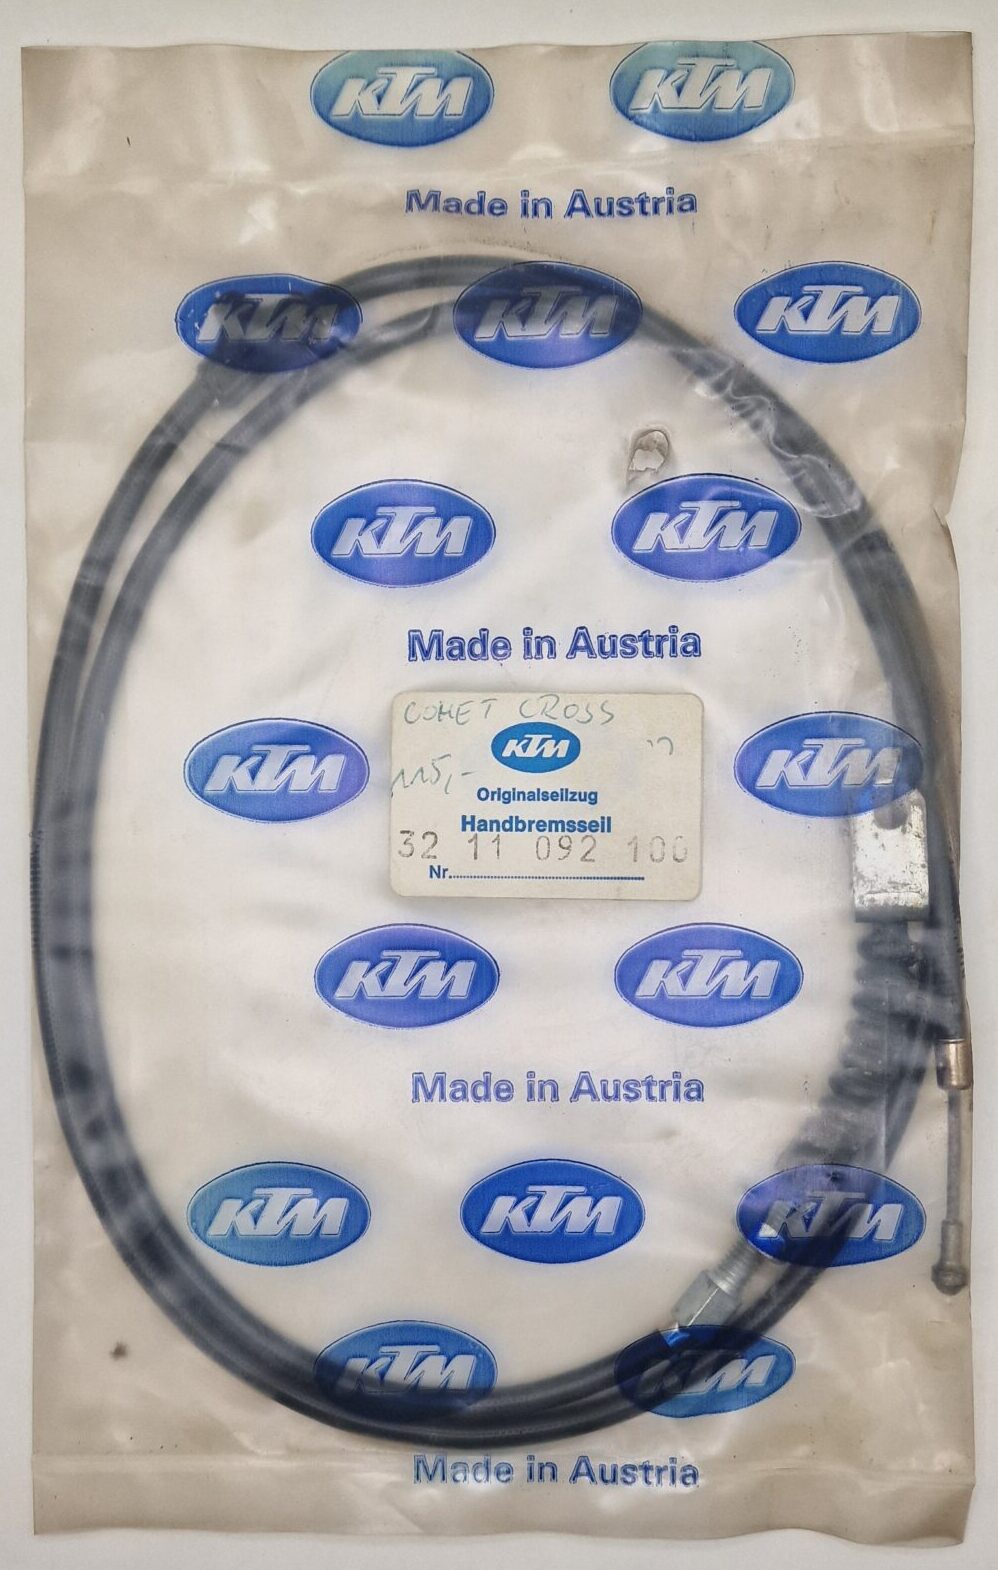 KTM KTM
Made in Austria
KTM KTM KTM
KTM KTM
Made in Austria
KTM KTM
COMET CROSS
KTM
115,-
Originalseilzug
Handbremsseil
32 11 092 100
Nr.
KTM KTM
Made in Austria
KTM KTM KTM
KTM KTM
Made in Austria